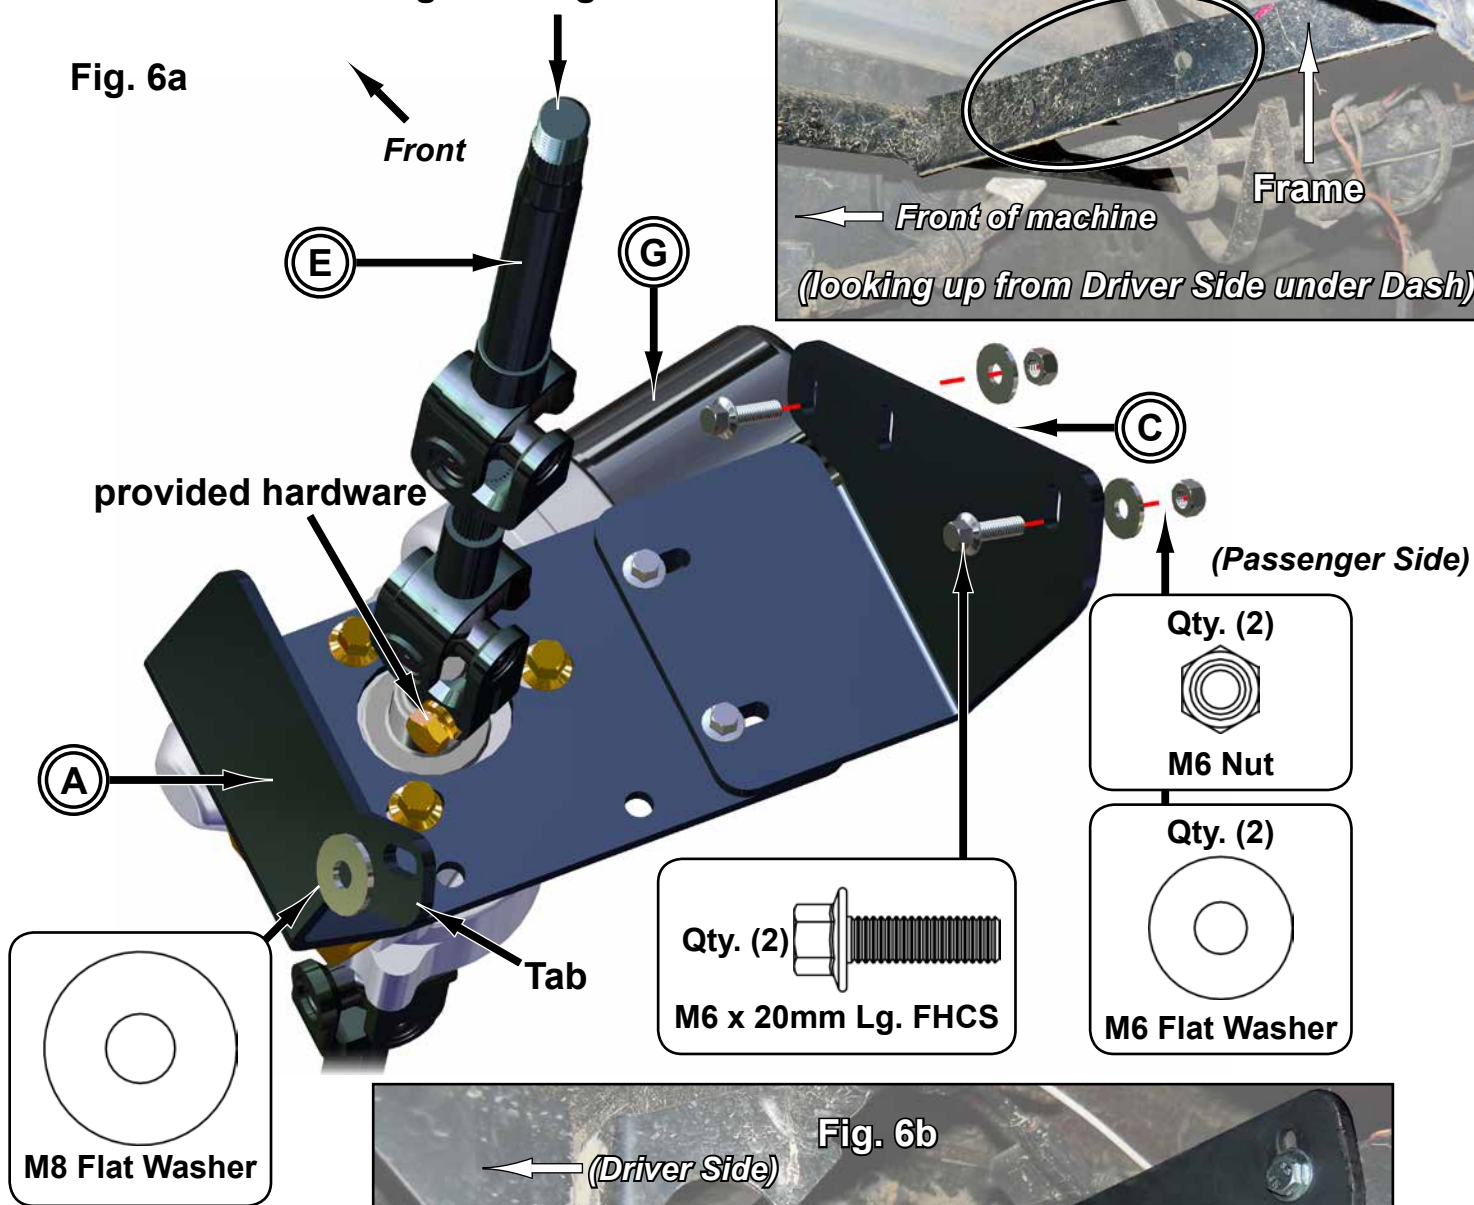 Fig. 6a
Front
E
G
Frame
Front of machine
(looking up from Driver Side under Dash)
C
provided hardware
(Passenger Side)
Qty. (2)
M6 Nut
A
Qty. (2)
M6 Flat Washer
Qty. (2)
M6 x 20mm Lg. FHCS
Tab
M8 Flat Washer
Fig. 6b
(Driver Side)